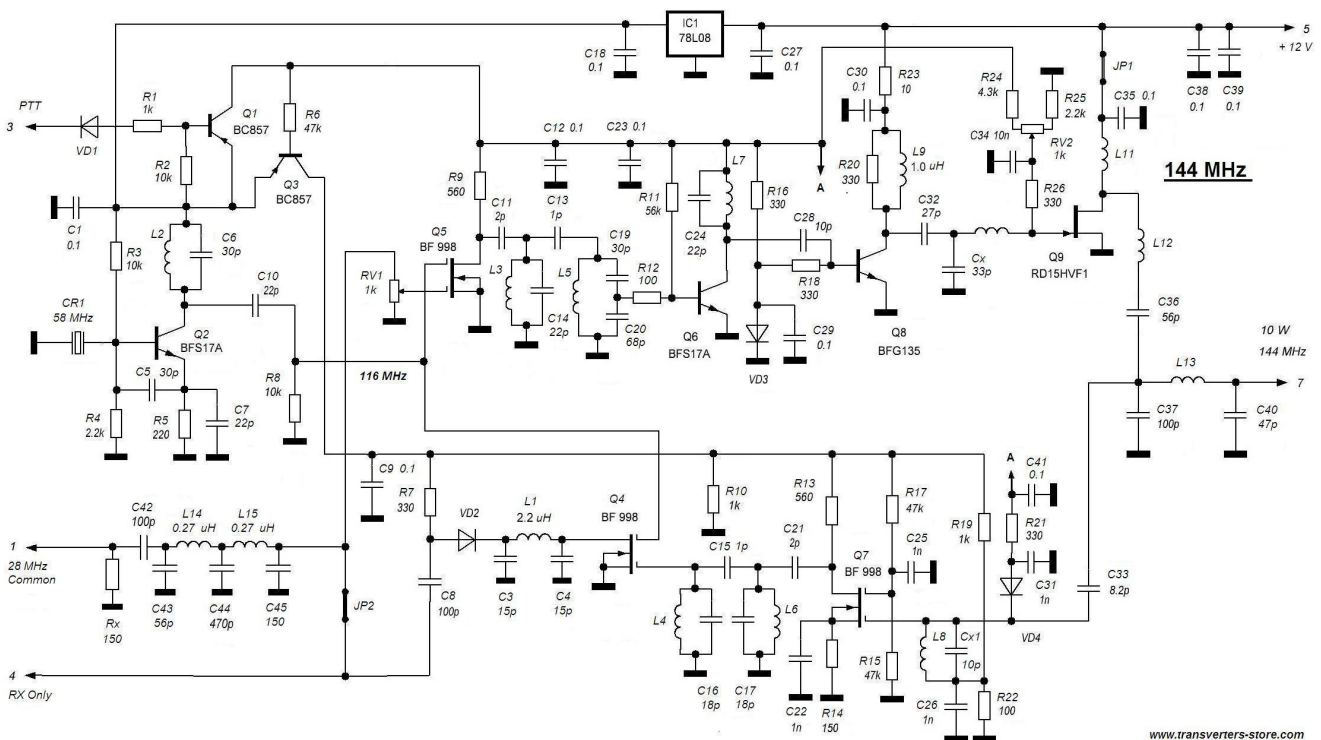 IC1
78L08
5
+ 12 V
C18
0.1
C27
0.1
PTT
3
VD1
R1
1k
Q1
BC857
R6
47k
R2
10k
Q3
BC857
C1
0.1
R3
10k
L2
C6
30p
C10
22p
CR1
58 MHz
Q2
BFS17A
C5
30p
R4
2.2k
R5
220
C7
22p
R8
10k
116 MHz
R9
560
C12 0.1
C23 0.1
C11
2p
C13
1p
Q5
BF 998
RV1
1k
L3
C14
22p
L5
C19
30p
C20
68p
R12
100
R11
56k
L7
C24
22p
Q6
BFS17A
R16
330
A
C28
10p
R18
330
VD3
C29
0.1
C30
0.1
R23
10
R20
330
L9
1.0 uH
Q8
BFG135
C32
27p
Cx
33p
R24
4.3k
R25
2.2k
C34 10n
RV2
1k
R26
330
JP1
C35 0.1
L11
C38
0.1
C39
0.1
144 MHz
Q9
RD15HVF1
L12
C36
56p
10 W
144 MHz
7
L13
C37
100p
C40
47p
1
28 MHz
Common
C42
100p
L14
0.27 uH
L15
0.27 uH
Rx
150
C43
56p
C44
470p
C45
150
JP2
4
RX Only
C9 0.1
R7
330
VD2
L1
2.2 uH
C8
100p
C3
15p
C4
15p
Q4
BF 998
R10
1k
C15 1p
C21
2p
L4
C16
18p
C17
18p
L6
R13
560
R17
47k
Q7
BF 998
C25
1n
C22
1n
R14
150
R15
47k
R19
1k
L8
Cx1
10p
C26
1n
R22
100
A
C41
0.1
R21
330
C31
1n
VD4
C33
8.2p
www.transverters-store.com